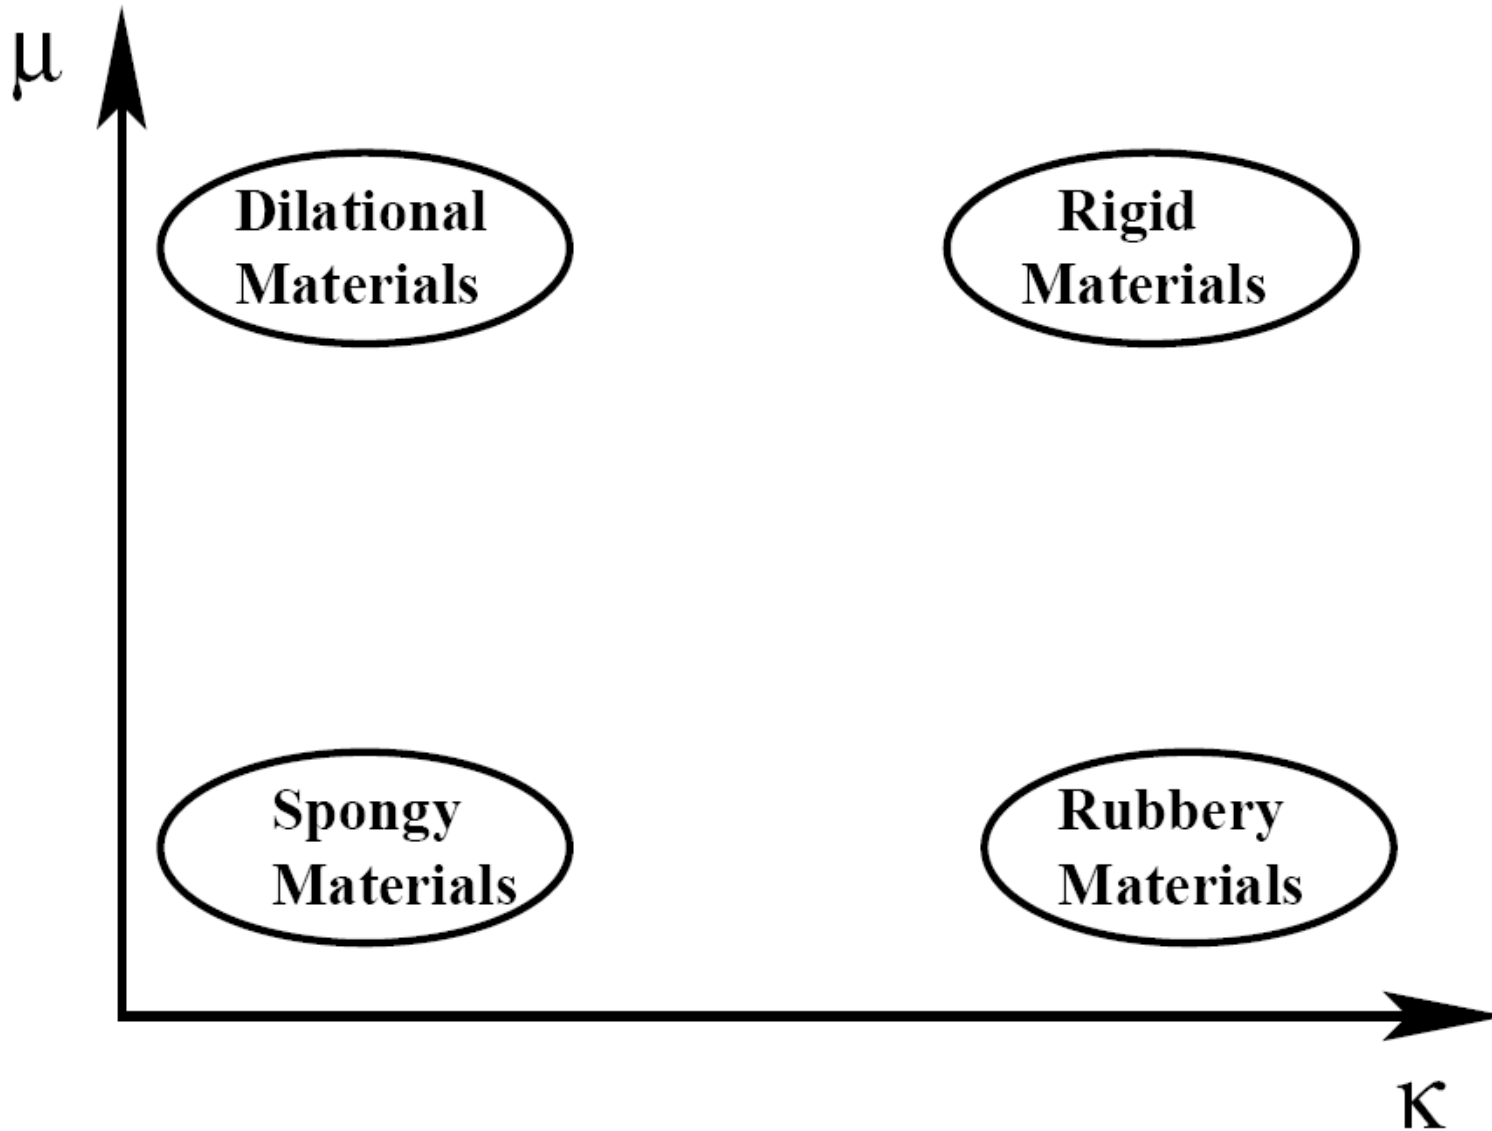 μ
Dilational
Materials
Rigid
Materials
Spongy
Materials
Rubbery
Materials
κ